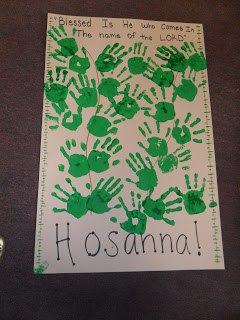 "Blessed Is He Who Comes In
The name of the LORD"
Hosanna!